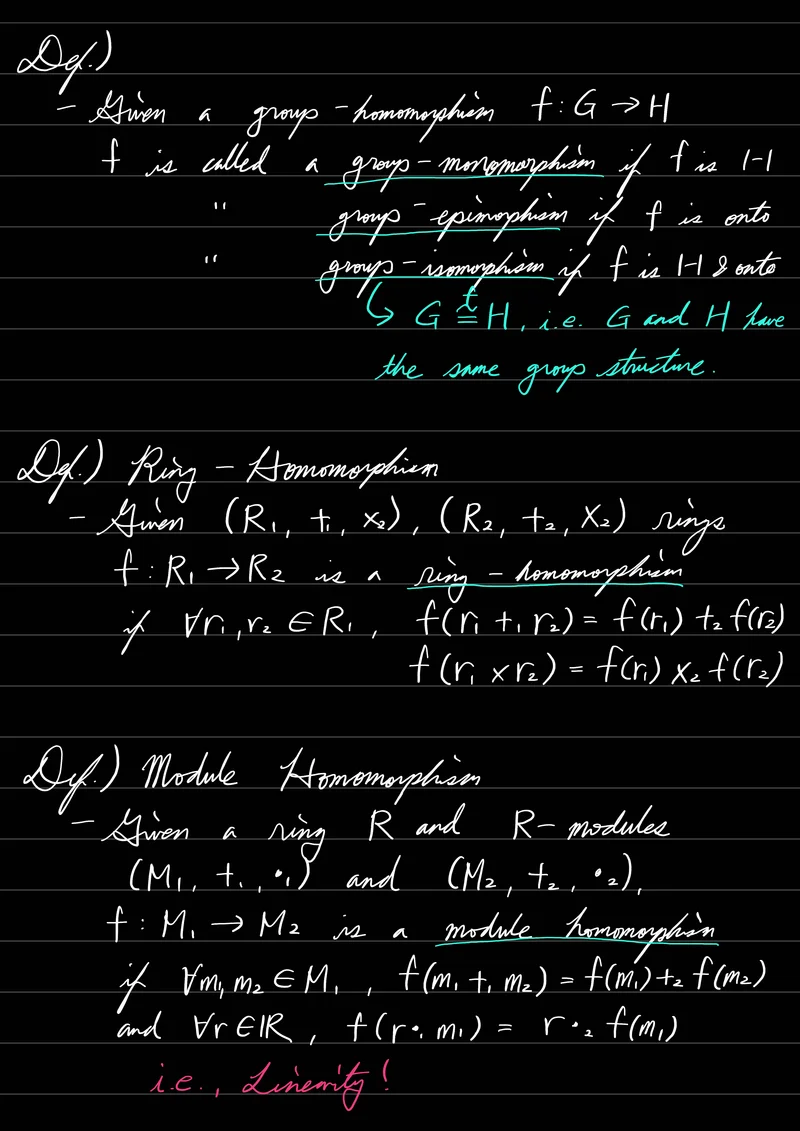 Def.)
- Given a group-homomorphism f: G → H
f is called a group-monomorphism if f is 1-1
" group-epimorphism if f is onto
" group-isomorphism if f is 1-1 & onto
↳ G ≅^f H, i.e. G and H have
the same group structure.
Def.) Ring - Homomorphism
- Given (R₁, +₁, ×₂), (R₂, +₂, ×₂) rings
f: R₁ → R₂ is a ring-homomorphism
if ∀r₁, r₂ ∈ R₁, f(r₁ +₁ r₂) = f(r₁) +₂ f(r₂)
f(r₁ × r₂) = f(r₁) ×₂ f(r₂)
Def.) Module Homomorphism
- Given a ring R and R-modules
(M₁, +₁, •₁) and (M₂, +₂, •₂),
f: M₁ → M₂ is a module homomorphism
if ∀m₁, m₂ ∈ M₁, f(m₁ +₁ m₂) = f(m₁) +₂ f(m₂)
and ∀r ∈ ℝ, f(r •₁ m₁) = r •₂ f(m₁)
i.e., Linearity!